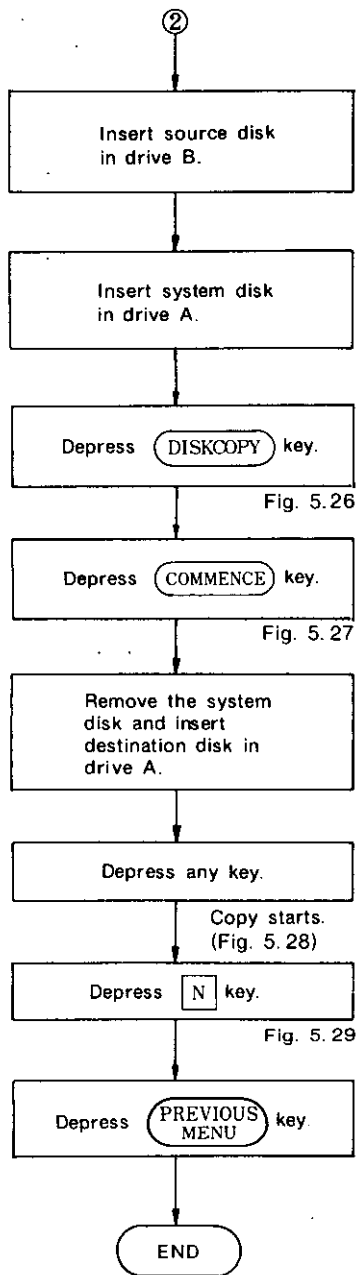 ②
Insert source disk
in drive B.
Insert system disk
in drive A.
Depress DISKCOPY key.
Fig. 5.26
Depress COMMENCE key.
Fig. 5.27
Remove the system
disk and insert
destination disk in
drive A.
Depress any key.
Copy starts.
(Fig. 5.28)
Depress N key.
Fig. 5.29
Depress PREVIOUS MENU key.
END